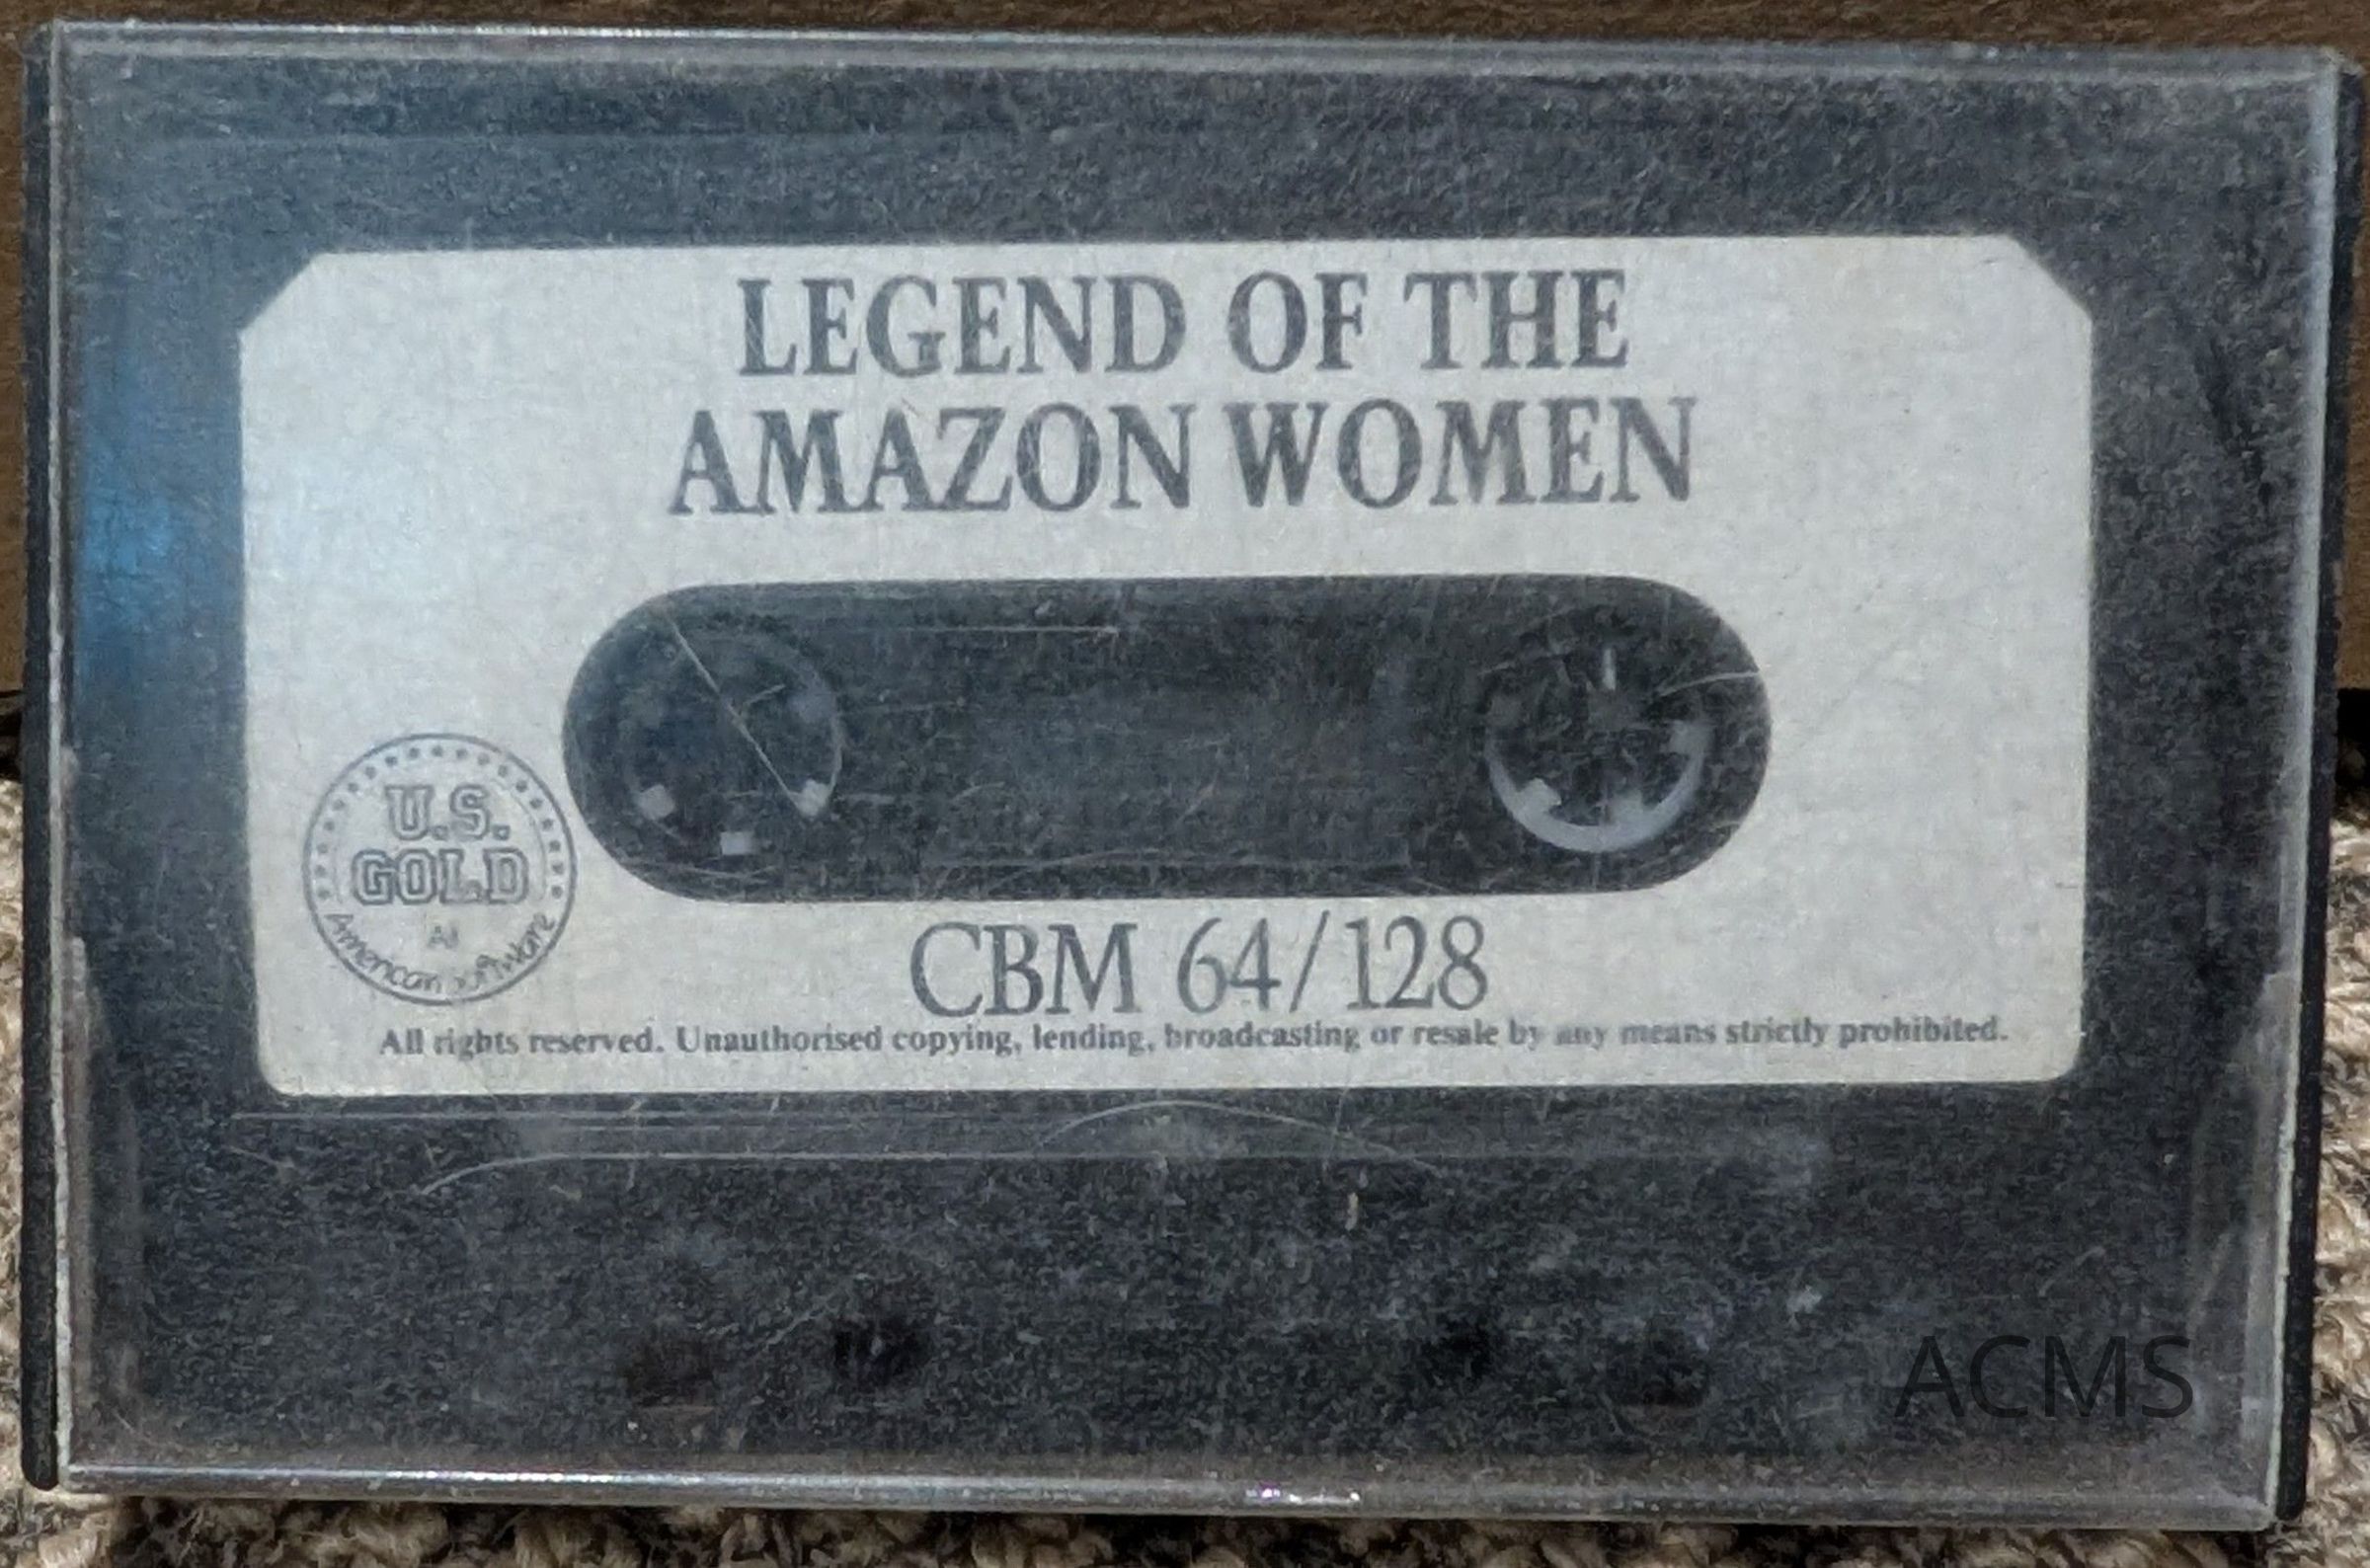 LEGEND OF THE
AMAZON WOMEN
U.S.
GOLD
All
American software
CBM 64/128
All rights reserved. Unauthorised copying, lending, broadcasting or resale by any means strictly prohibited.
ACMS